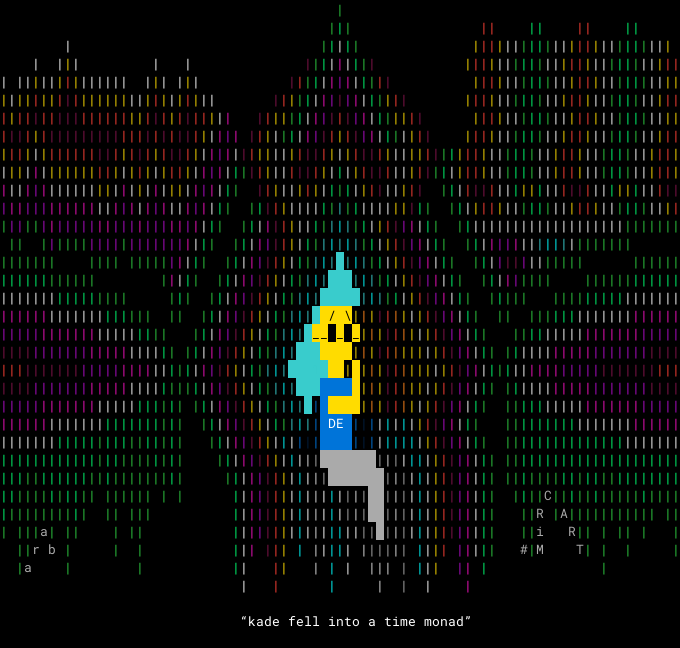 DE
C
R A
a i R
r b #M T
a
“kade fell into a time monad”